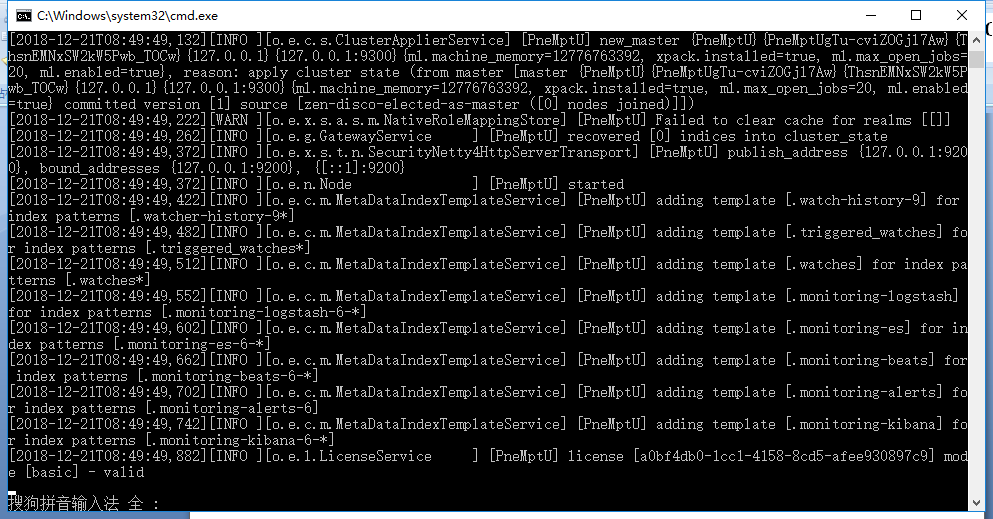 C:\Windows\system32\cmd.exe
[2018-12-21T08:49:49,132][INFO ][o.e.c.s.ClusterApplierService] [PneMptU] new_master {PneMptU}{PneMptUgTu-cviZOGj17Aw}{T
hsnEMNxSW2kW5Pwb_TOCw}{127.0.0.1}{127.0.0.1:9300}{ml.machine_memory=12776763392, xpack.installed=true, ml.max_open_jobs=
20, ml.enabled=true}, reason: apply cluster state (from master [master {PneMptU}{PneMptUgTu-cviZOGj17Aw}{ThsnEMNxSW2kW5P
wb_TOCw}{127.0.0.1}{127.0.0.1:9300}{ml.machine_memory=12776763392, xpack.installed=true, ml.max_open_jobs=20, ml.enabled
=true} committed version [1] source [zen-disco-elected-as-master ([0] nodes joined)]])
[2018-12-21T08:49:49,222][WARN ][o.e.x.s.a.s.m.NativeRoleMappingStore] [PneMptU] Failed to clear cache for realms [[]]
[2018-12-21T08:49:49,262][INFO ][o.e.g.GatewayService     ] [PneMptU] recovered [0] indices into cluster_state
[2018-12-21T08:49:49,372][INFO ][o.e.x.s.t.n.SecurityNetty4HttpServerTransport] [PneMptU] publish_address {127.0.0.1:920
0}, bound_addresses {127.0.0.1:9200}, {[::1]:9200}
[2018-12-21T08:49:49,372][INFO ][o.e.n.Node               ] [PneMptU] started
[2018-12-21T08:49:49,422][INFO ][o.e.c.m.MetaDataIndexTemplateService] [PneMptU] adding template [.watch-history-9] for
index patterns [.watcher-history-9*]
[2018-12-21T08:49:49,482][INFO ][o.e.c.m.MetaDataIndexTemplateService] [PneMptU] adding template [.triggered_watches] fo
r index patterns [.triggered_watches*]
[2018-12-21T08:49:49,512][INFO ][o.e.c.m.MetaDataIndexTemplateService] [PneMptU] adding template [.watches] for index pa
tterns [.watches*]
[2018-12-21T08:49:49,552][INFO ][o.e.c.m.MetaDataIndexTemplateService] [PneMptU] adding template [.monitoring-logstash]
for index patterns [.monitoring-logstash-6-*]
[2018-12-21T08:49:49,602][INFO ][o.e.c.m.MetaDataIndexTemplateService] [PneMptU] adding template [.monitoring-es] for in
dex patterns [.monitoring-es-6-*]
[2018-12-21T08:49:49,662][INFO ][o.e.c.m.MetaDataIndexTemplateService] [PneMptU] adding template [.monitoring-beats] for
 index patterns [.monitoring-beats-6-*]
[2018-12-21T08:49:49,702][INFO ][o.e.c.m.MetaDataIndexTemplateService] [PneMptU] adding template [.monitoring-alerts] fo
r index patterns [.monitoring-alerts-6]
[2018-12-21T08:49:49,742][INFO ][o.e.c.m.MetaDataIndexTemplateService] [PneMptU] adding template [.monitoring-kibana] fo
r index patterns [.monitoring-kibana-6-*]
[2018-12-21T08:49:49,882][INFO ][o.e.l.LicenseService     ] [PneMptU] license [a0bf4db0-1cc1-4158-8cd5-afee930897c9] mod
e [basic] - valid
搜狗拼音输入法 全 :